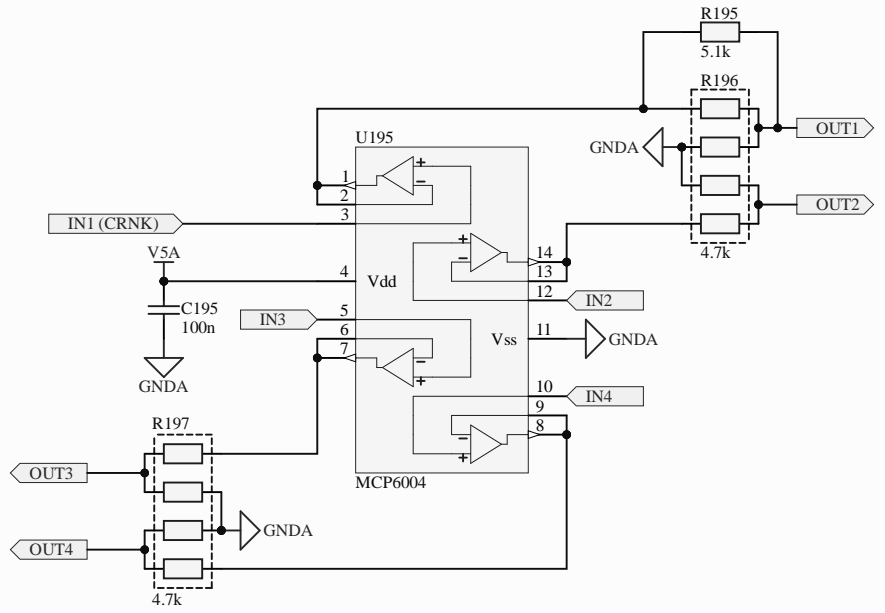 R195
5.1k
R196
OUT1
U195
GNDA
1
2
IN1 (CRNK)
3
OUT2
14
4.7k
V5A
4
Vdd
13
12
IN2
C195
100n
IN3
5
6
Vss
11
GNDA
7
GNDA
10
IN4
9
R197
8
OUT3
MCP6004
GNDA
OUT4
4.7k